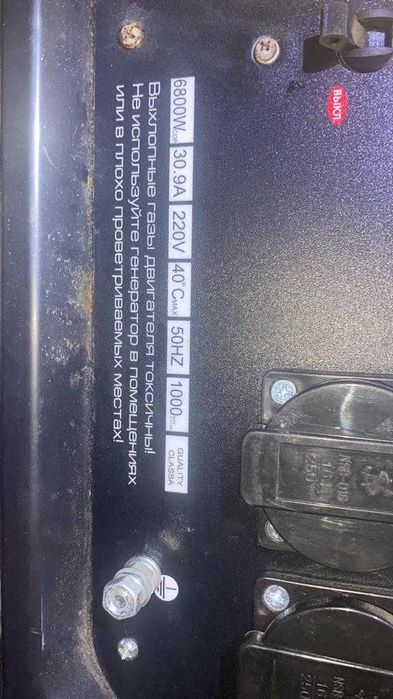 ВЫКЛ.
6800W 30.9A 220V 40°C MAX 50HZ 1000 QUALITY CLASSA
Выхлопные газы двигателя токсичны!
Не используйте генератор в помещениях
или в плохо проветриваемых местах!